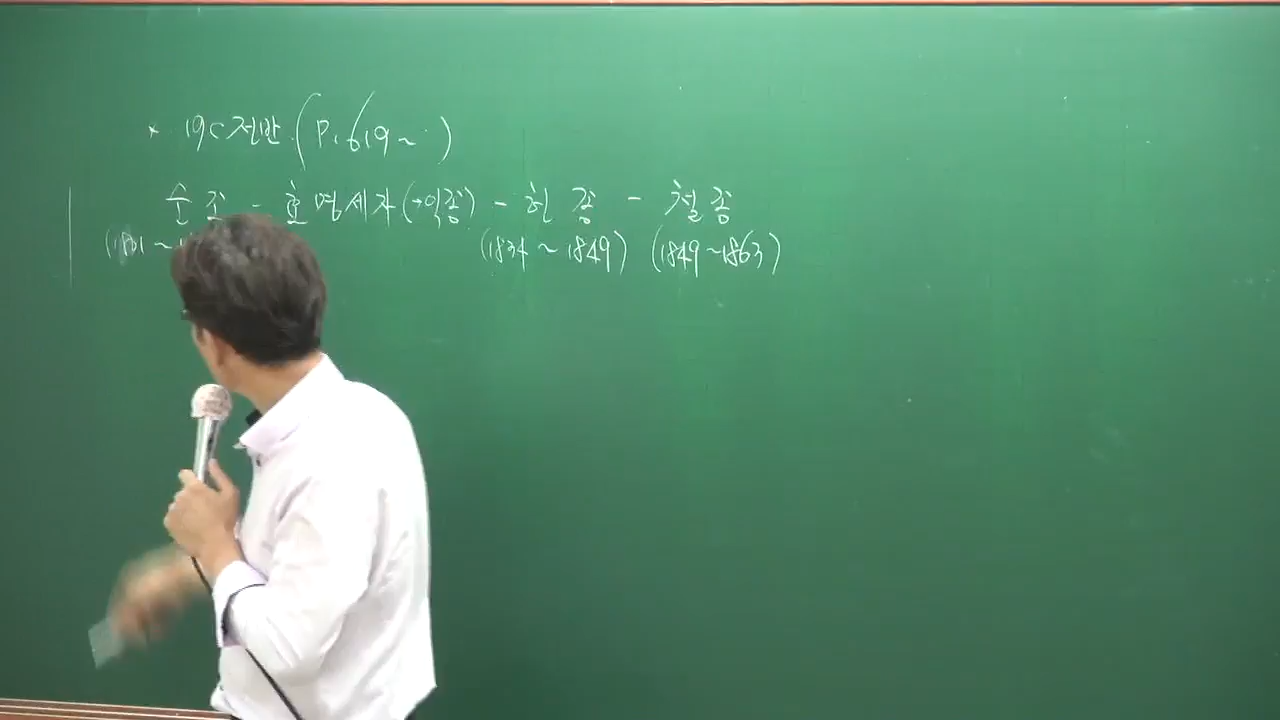 * 19C 전반 (P. 619~ )
순조 - 효명세자(→익종) - 헌종 - 철종
(1834 ~ 1849) (1849 ~ 1863)